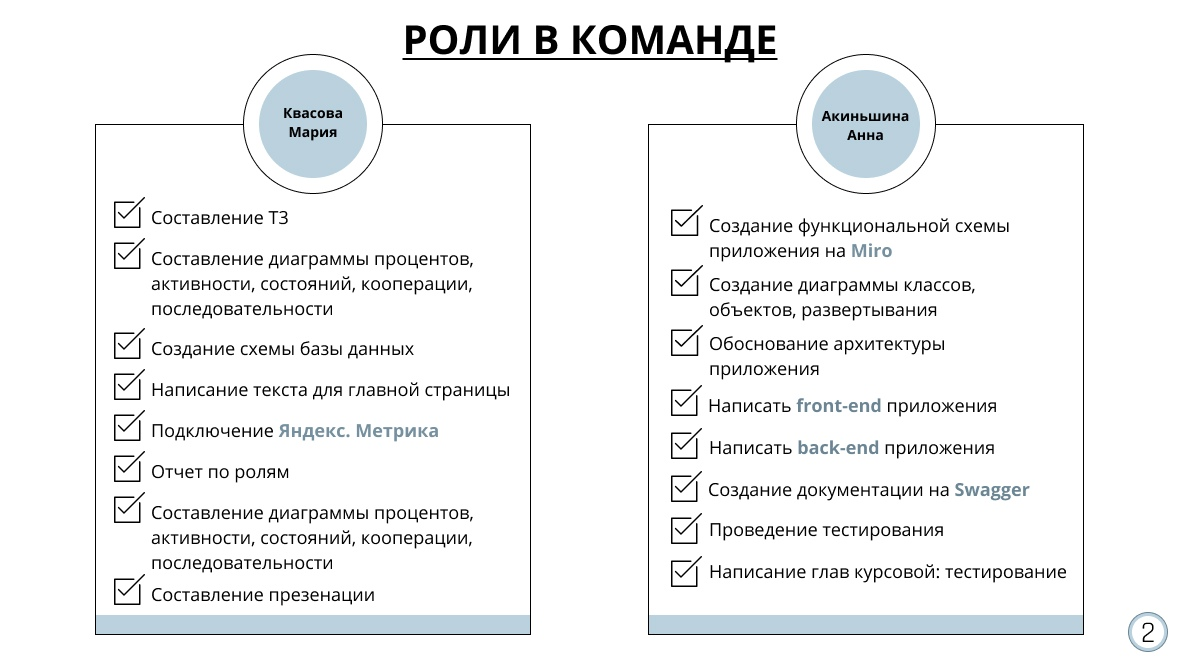 РОЛИ В КОМАНДЕ
Квасова
Мария
Составление ТЗ
Составление диаграммы процентов,
активности, состояний, кооперации,
последовательности
Создание схемы базы данных
Написание текста для главной страницы
Подключение Яндекс. Метрика
Отчет по ролям
Составление диаграммы процентов,
активности, состояний, кооперации,
последовательности
Составление презенации
Акиньшина
Анна
Создание функциональной схемы
приложения на Miro
Создание диаграммы классов,
объектов, развертывания
Обоснование архитектуры
приложения
Написать front-end приложения
Написать back-end приложения
Создание документации на Swagger
Проведение тестирования
Написание глав курсовой: тестирование
2